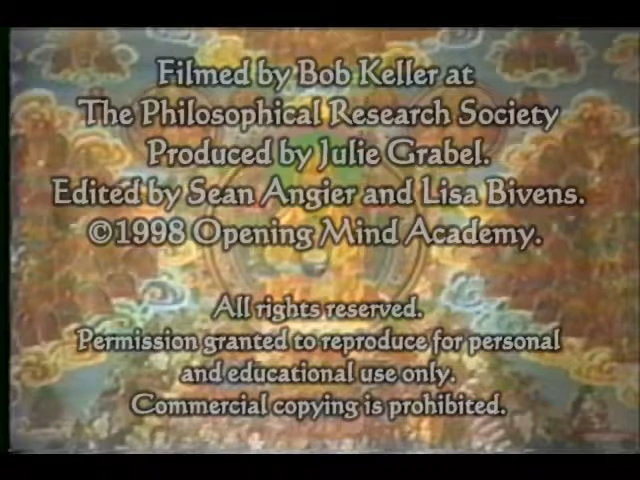 Filmed by Bob Keller at
The Philosophical Research Society
Produced by Julie Grabel.
Edited by Sean Angier and Lisa Bivens.
©1998 Opening Mind Academy.
All rights reserved.
Permission granted to reproduce for personal
and educational use only.
Commercial copying is prohibited.